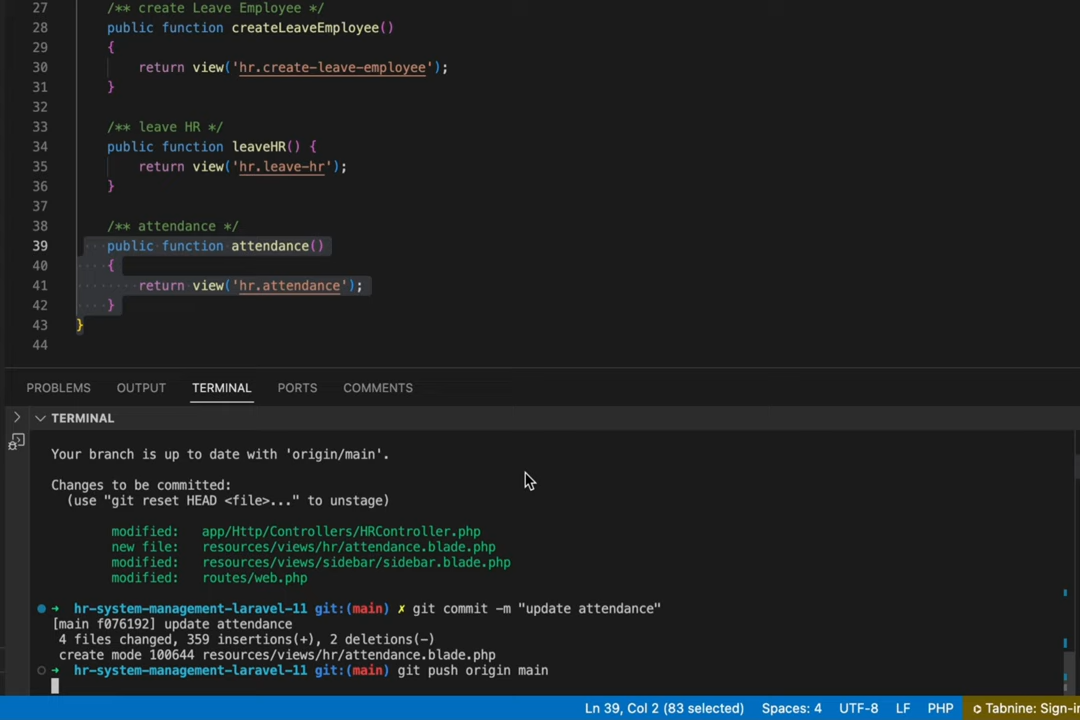 27 /** create Leave Employee */
28 public function createLeaveEmployee()
29 {
30 return view('hr.create-leave-employee');
31 }
32
33 /** leave HR */
34 public function leaveHR() {
35 return view('hr.leave-hr');
36 }
37
38 /** attendance */
39 public function attendance()
40 {
41 return view('hr.attendance');
42 }
43 }
44
PROBLEMS OUTPUT TERMINAL PORTS COMMENTS
TERMINAL
Your branch is up to date with 'origin/main'.
Changes to be committed:
(use "git reset HEAD <file>..." to unstage)
modified: app/Http/Controllers/HRController.php
new file: resources/views/hr/attendance.blade.php
modified: resources/views/sidebar/sidebar.blade.php
modified: routes/web.php
➜ hr-system-management-laravel-11 git:(main) ✗ git commit -m "update attendance"
[main f076192] update attendance
4 files changed, 359 insertions(+), 2 deletions(-)
create mode 100644 resources/views/hr/attendance.blade.php
➜ hr-system-management-laravel-11 git:(main) git push origin main
Ln 39, Col 2 (83 selected) Spaces: 4 UTF-8 LF PHP Tabnine: Sign-in